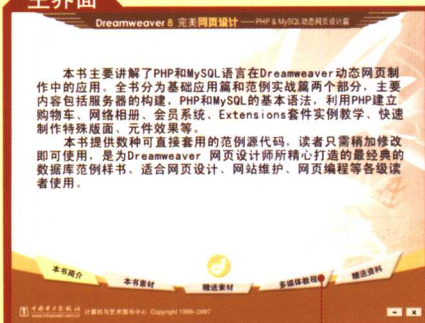 主界面
Dreamweaver 8 完美网页设计 —— PHP & MySQL动态网页设计篇
本书主要讲解了PHP和MySQL语言在Dreamweaver动态网页制
作中的应用。全书分为基础应用篇和范例实战篇两个部分，主要
内容包括服务器的构建，PHP和MySQL的基本语法，利用PHP建立
购物车、网络相册、会员系统、Extensions套件实例教学、快速
制作特殊版面、元件效果等。
本书提供数种可直接套用的范例源代码，读者只需稍加修改
即可使用，是为Dreamweaver 网页设计师所精心打造的最经典的
数据库范例样书。适合网页设计、网站维护、网页编程等各级读
者使用。
本书简介
本书素材
赠送素材
多媒体教程
赠送资料
中国青年出版社 计算机与艺术图书中心 Copyright 1999-2007